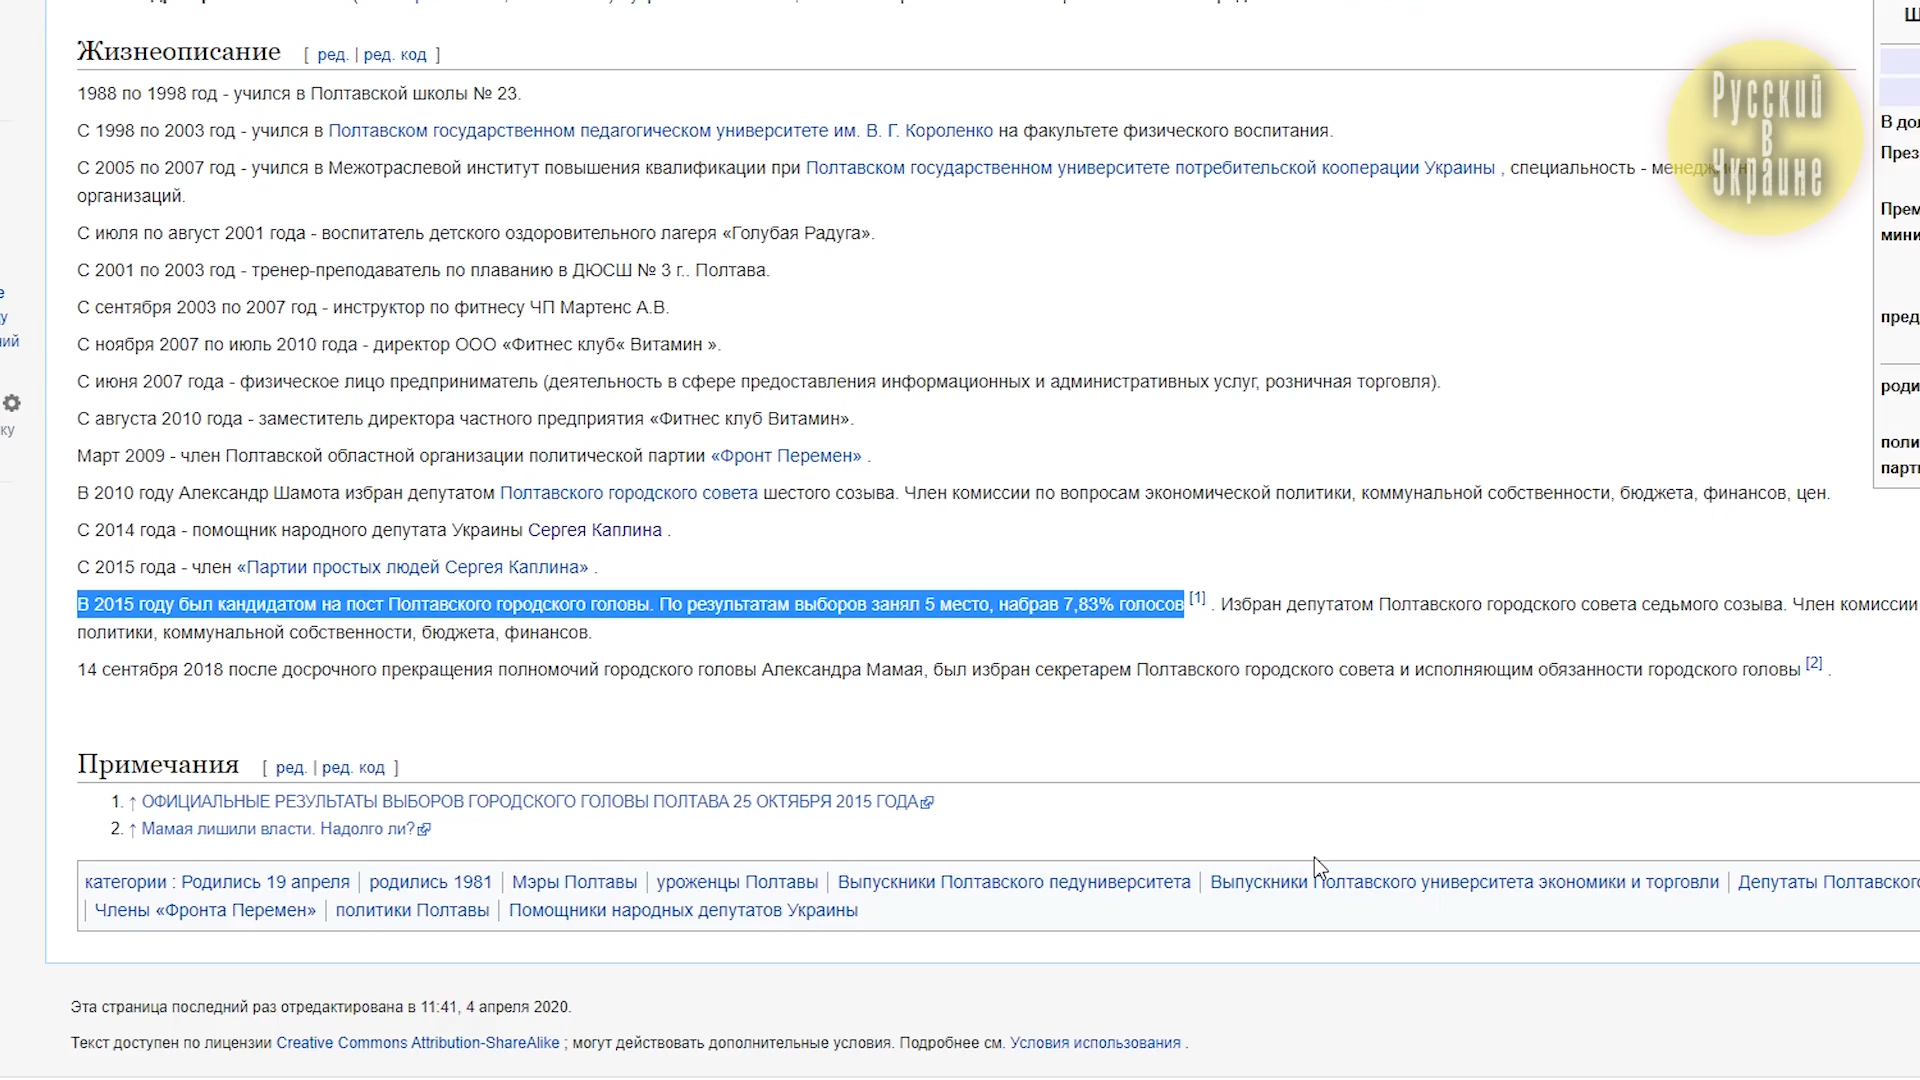 Жизнеописание [ ред. | ред. код ]
1988 по 1998 год - учился в Полтавской школы № 23.
С 1998 по 2003 год - учился в Полтавском государственном педагогическом университете им. В. Г. Короленко на факультете физического воспитания.
С 2005 по 2007 год - учился в Межотраслевой институт повышения квалификации при Полтавском государственном университете потребительской кооперации Украины , специальность - менеджмент
организаций.
С июля по август 2001 года - воспитатель детского оздоровительного лагеря «Голубая Радуга».
С 2001 по 2003 год - тренер-преподаватель по плаванию в ДЮСШ № 3 г.. Полтава.
С сентября 2003 по 2007 год - инструктор по фитнесу ЧП Мартенс А.В.
С ноября 2007 по июль 2010 года - директор ООО «Фитнес клуб« Витамин ».
С июня 2007 года - физическое лицо предприниматель (деятельность в сфере предоставления информационных и административных услуг, розничная торговля).
С августа 2010 года - заместитель директора частного предприятия «Фитнес клуб Витамин».
Март 2009 - член Полтавской областной организации политической партии «Фронт Перемен» .
В 2010 году Александр Шамота избран депутатом Полтавского городского совета шестого созыва. Член комиссии по вопросам экономической политики, коммунальной собственности, бюджета, финансов, цен.
С 2014 года - помощник народного депутата Украины Сергея Каплина .
С 2015 года - член «Партии простых людей Сергея Каплина» .
В 2015 году был кандидатом на пост Полтавского городского головы. По результатам выборов занял 5 место, набрав 7,83% голосов [1] . Избран депутатом Полтавского городского совета седьмого созыва. Член комиссии
политики, коммунальной собственности, бюджета, финансов.
14 сентября 2018 после досрочного прекращения полномочий городского головы Александра Мамая, был избран секретарем Полтавского городского совета и исполняющим обязанности городского головы [2] .
Примечания [ ред. | ред. код ]
1. ↑ ОФИЦИАЛЬНЫЕ РЕЗУЛЬТАТЫ ВЫБОРОВ ГОРОДСКОГО ГОЛОВЫ ПОЛТАВА 25 ОКТЯБРЯ 2015 ГОДА
2. ↑ Мамая лишили власти. Надолго ли?
категории : Родились 19 апреля | родились 1981 | Мэры Полтавы | уроженцы Полтавы | Выпускники Полтавского педуниверситета | Выпускники Полтавского университета экономики и торговли | Депутаты Полтавского
| Члены «Фронта Перемен» | политики Полтавы | Помощники народных депутатов Украины
Эта страница последний раз отредактирована в 11:41, 4 апреля 2020.
Текст доступен по лицензии Creative Commons Attribution-ShareAlike ; могут действовать дополнительные условия. Подробнее см. Условия использования .
Русский
В
Украине
В до
През
Прем
мини
пред
роди
поли
парт